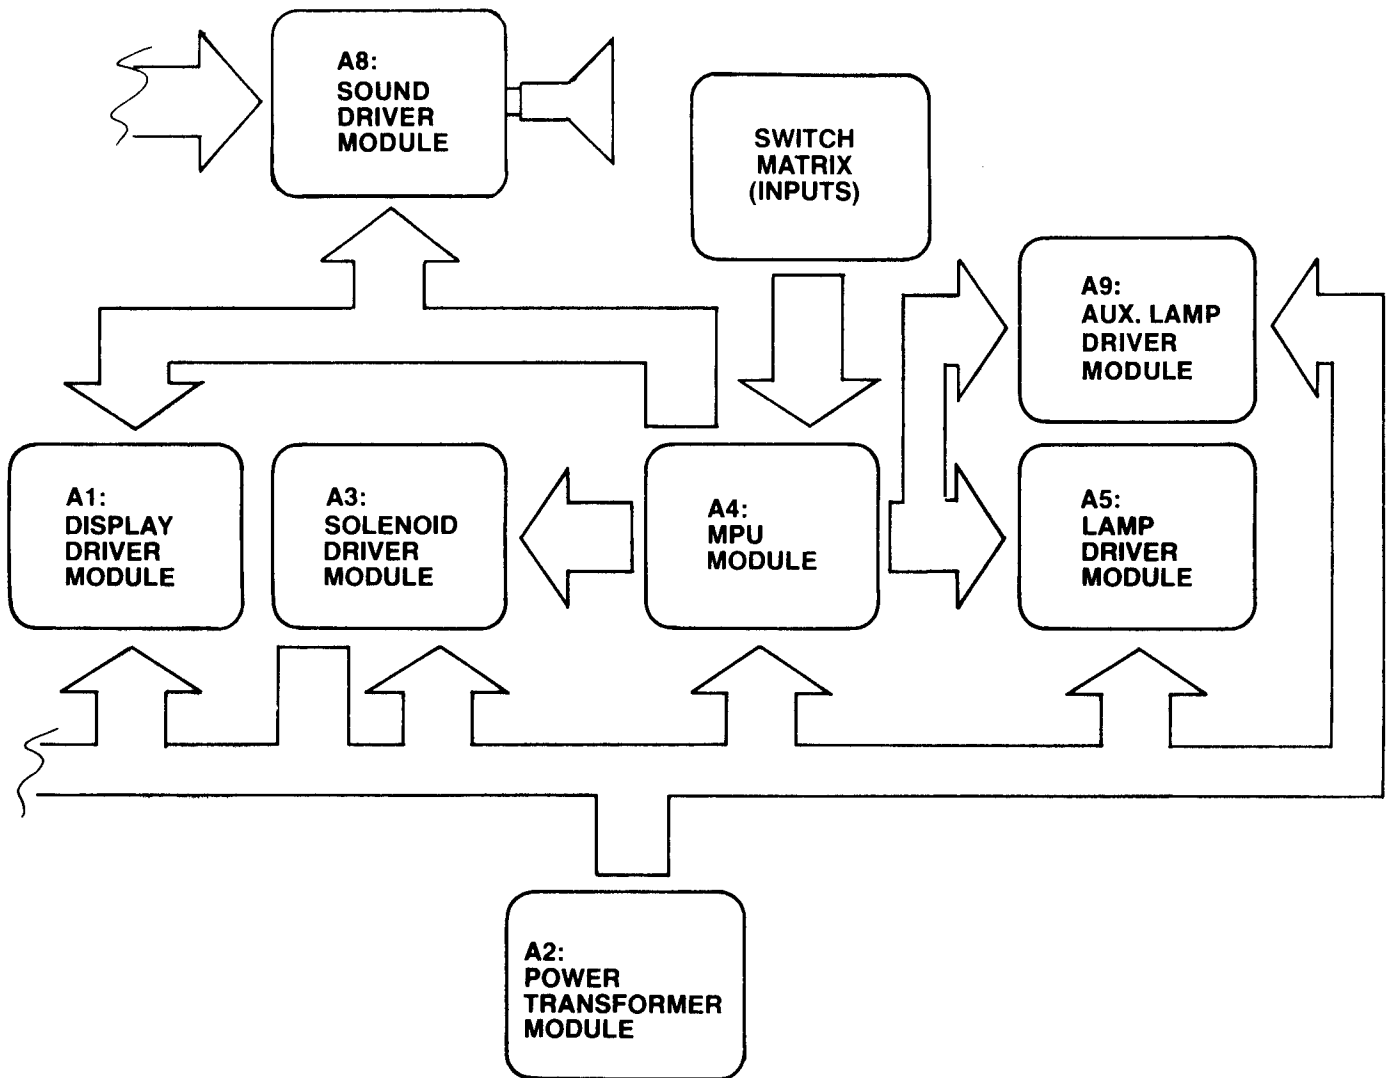 A8:
SOUND
DRIVER
MODULE
SWITCH
MATRIX
(INPUTS)
A9:
AUX. LAMP
DRIVER
MODULE
A1:
DISPLAY
DRIVER
MODULE
A3:
SOLENOID
DRIVER
MODULE
A4:
MPU
MODULE
A5:
LAMP
DRIVER
MODULE
A2:
POWER
TRANSFORMER
MODULE